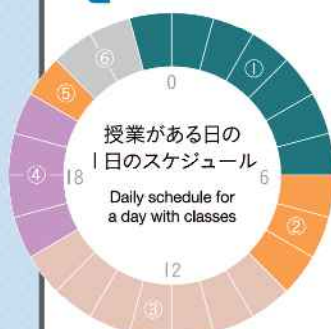 ⑥
①
0
⑤
授業がある日の
1日のスケジュール
④
18
6
Daily schedule for
a day with classes
②
12
③